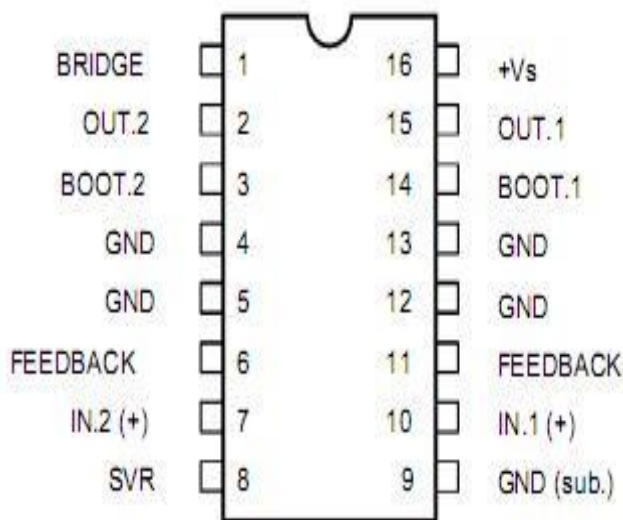 BRIDGE 1 16 +Vs
OUT.2 2 15 OUT.1
BOOT.2 3 14 BOOT.1
GND 4 13 GND
GND 5 12 GND
FEEDBACK 6 11 FEEDBACK
IN.2 (+) 7 10 IN.1 (+)
SVR 8 9 GND (sub.)